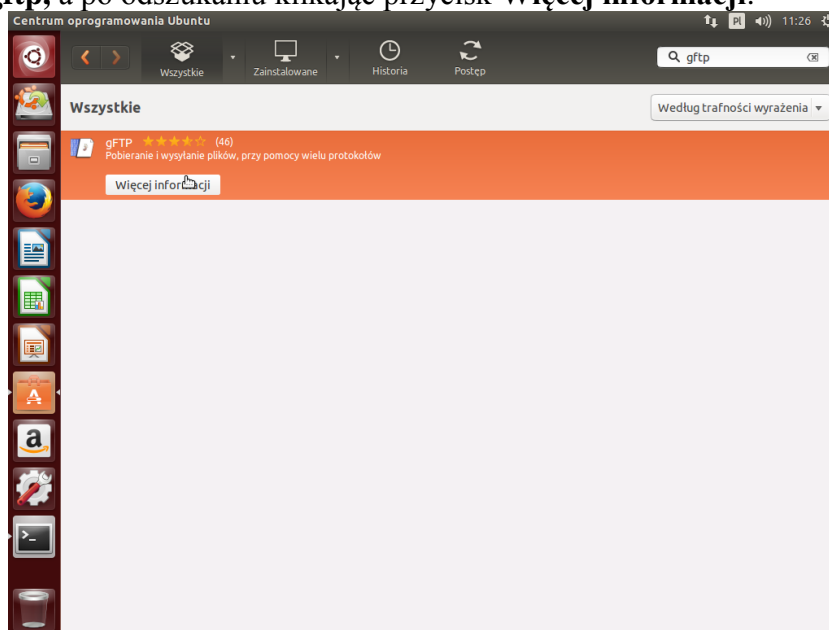 gftp, a po odszukaniu klikając przycisk Więcej informacji.
Centrum oprogramowania Ubuntu
Pl 11:26
Wszystkie
Zainstalowane
Historia
Postęp
gftp
Wszystkie
Według trafności wyrażenia
gFTP (46)
Pobieranie i wysyłanie plików, przy pomocy wielu protokołów
Więcej informacji